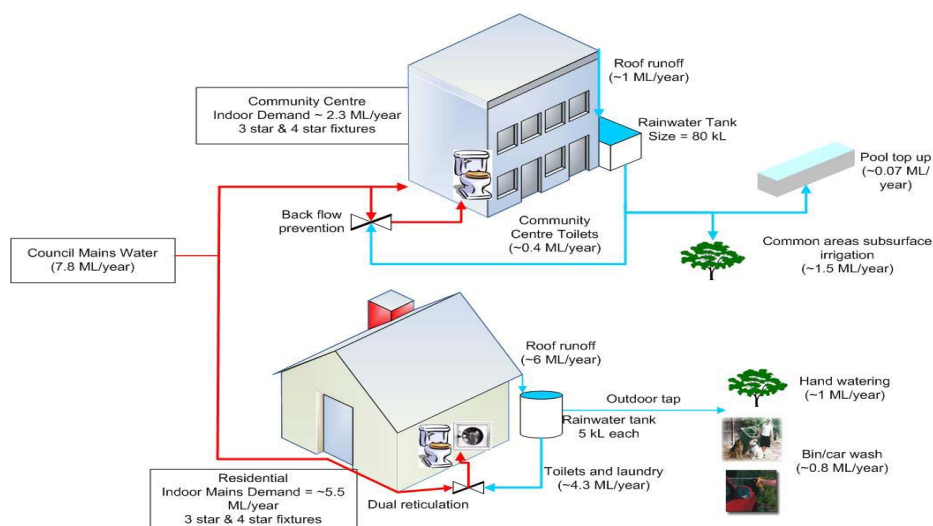 Roof runoff
(~1 ML/year)
Community Centre
Indoor Demand ~ 2.3 ML/year
3 star & 4 star fixtures
Rainwater Tank
Size = 80 kL
Pool top up
(~0.07 ML/
year)
Back flow
prevention
Community
Centre Toilets
(~0.4 ML/year)
Common areas subsurface
irrigation
(~1.5 ML/year)
Council Mains Water
(7.8 ML/year)
Roof runoff
(~6 ML/year)
Outdoor tap
Hand watering
(~1 ML/year)
Rainwater tank
5 kL each
Bin/car wash
(~0.8 ML/year)
Toilets and laundry
(~4.3 ML/year)
Residential
Indoor Mains Demand = ~5.5
ML/year
3 star & 4 star fixtures
Dual reticulation